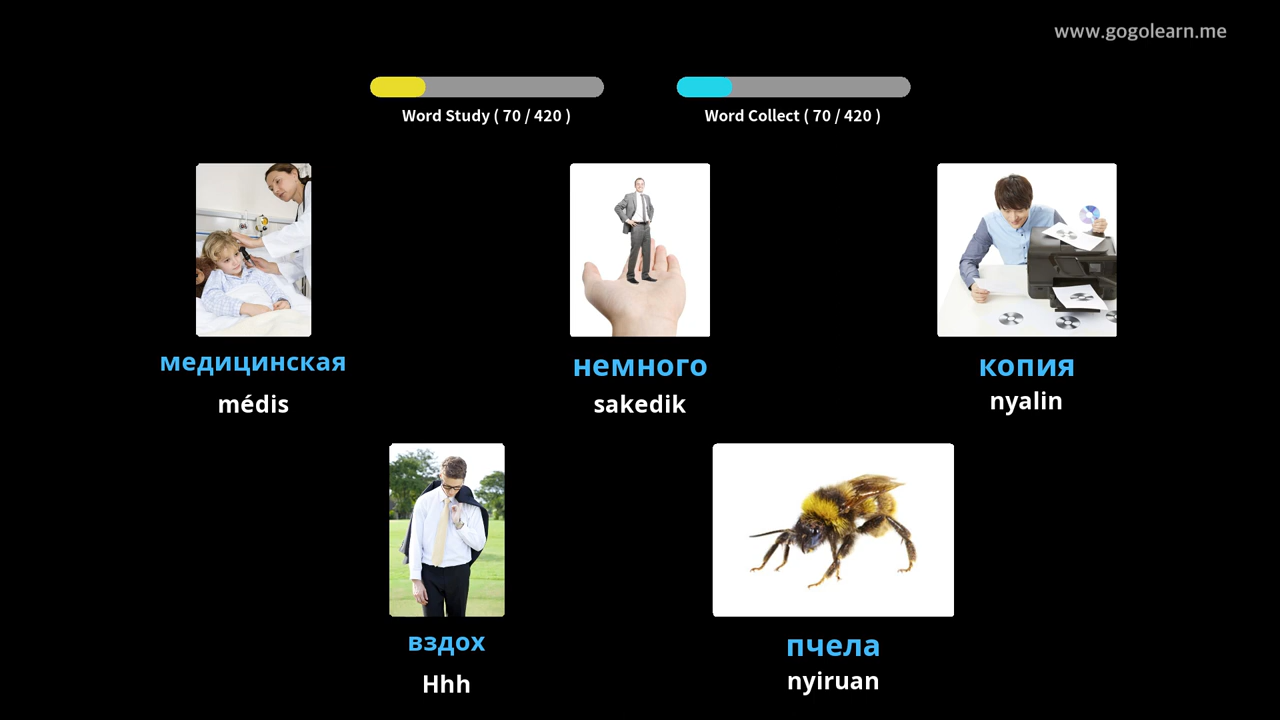 www.gogolearn.me
Word Study ( 70 / 420 )
Word Collect ( 70 / 420 )
медицинская
médis
немного
sakedik
копия
nyalin
вздох
Hhh
пчела
nyiruan